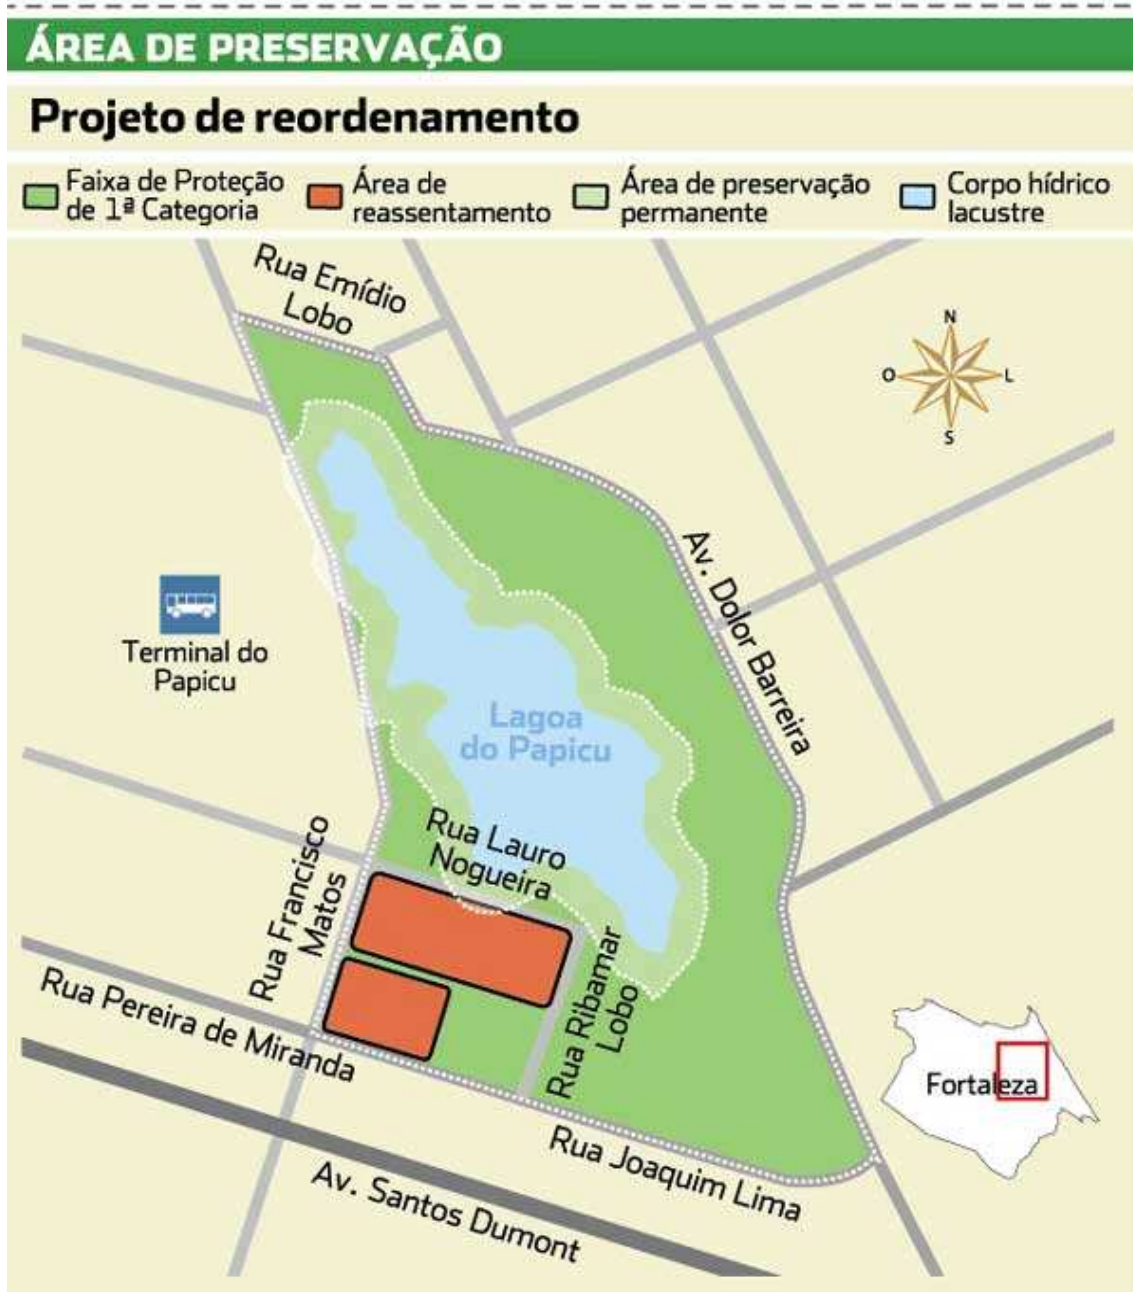 ÁREA DE PRESERVAÇÃO
Projeto de reordenamento
Faixa de Proteção
de 1ª Categoria
Área de
reassentamento
Área de preservação
permanente
Corpo hídrico
lacustre
Rua Emídio
Lobo
N
O
L
S
Av. Dolor Barreira
Terminal do
Papicu
Lagoa
do Papicu
Rua Lauro
Nogueira
Rua Francisco
Matos
Rua Ribamar
Lobo
Rua Pereira de Miranda
Fortaleza
Rua Joaquim Lima
Av. Santos Dumont